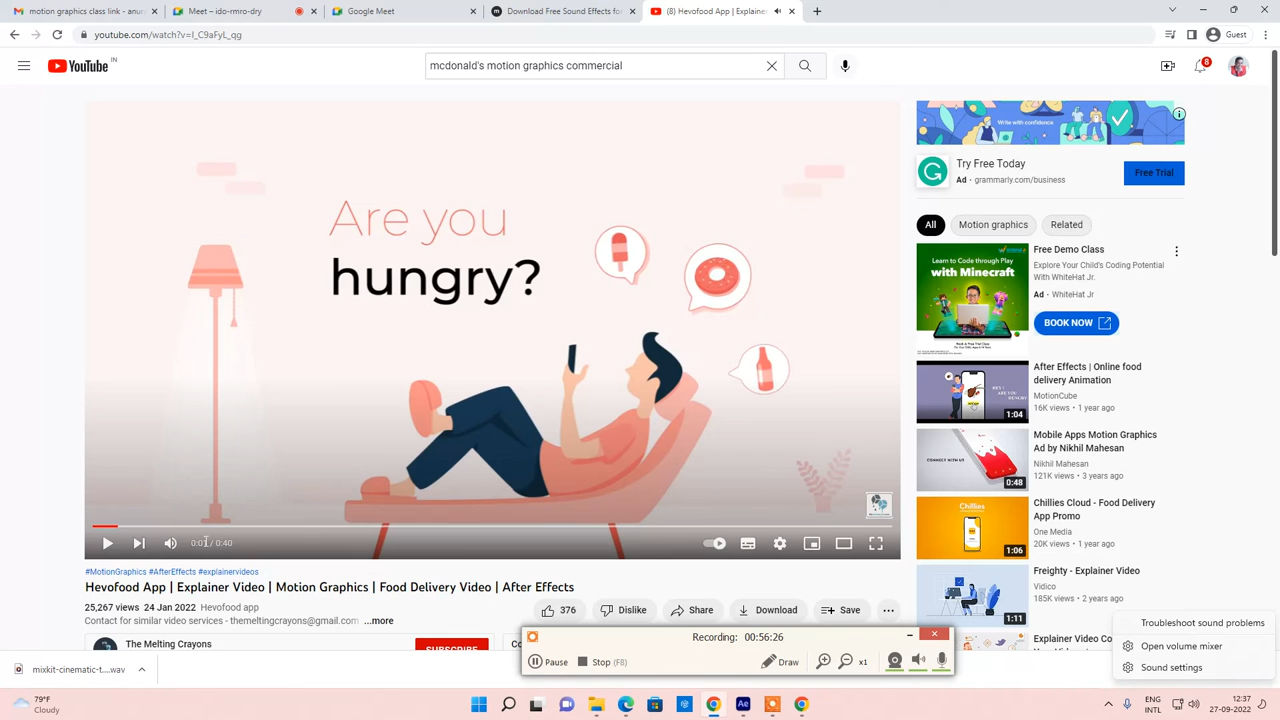 motion graphics class link - anura
Meet – ido-mro-dry
Google Meet
Download Free Sound Effects for
(8) Hevofood App | Explainer
youtube.com/watch?v=I_C9aFyL_qg
Guest
YouTube IN
mcdonald's motion graphics commercial
8
Are you
hungry?
0:01 / 0:40
#MotionGraphics #AfterEffects #explainervideos
Hevofood App | Explainer Video | Motion Graphics | Food Delivery Video | After Effects
25,267 views 24 Jan 2022 Hevofood app
Contact for similar video services - themeltingcrayons@gmail.com ...more
376
Dislike
Share
Download
Save
The Melting Crayons
SUBSCRIBE
Write with confidence
Try Free Today
Ad • grammarly.com/business
Free Trial
All
Motion graphics
Related
Learn to Code through Play
with Minecraft
Free Demo Class
Explore Your Child's Coding Potential
With WhiteHat Jr.
Ad • WhiteHat Jr
BOOK NOW
After Effects | Online food
delivery Animation
MotionCube
16K views • 1 year ago
1:04
Mobile Apps Motion Graphics
Ad by Nikhil Mahesan
Nikhil Mahesan
121K views • 3 years ago
CONNECT WITH US
0:48
Chillies Cloud - Food Delivery
App Promo
One Media
20K views • 1 year ago
Chillies
1:06
Freighty - Explainer Video
Vidico
185K views • 2 years ago
1:11
Explainer Video Co
Troubleshoot sound problems
Open volume mixer
Sound settings
Recording: 00:56:26
Pause
Stop (F8)
Draw
x1
mixkit-cinematic-t....wav
79°F
Cloudy
Ae
ENG
INTL
12:37
27-09-2022